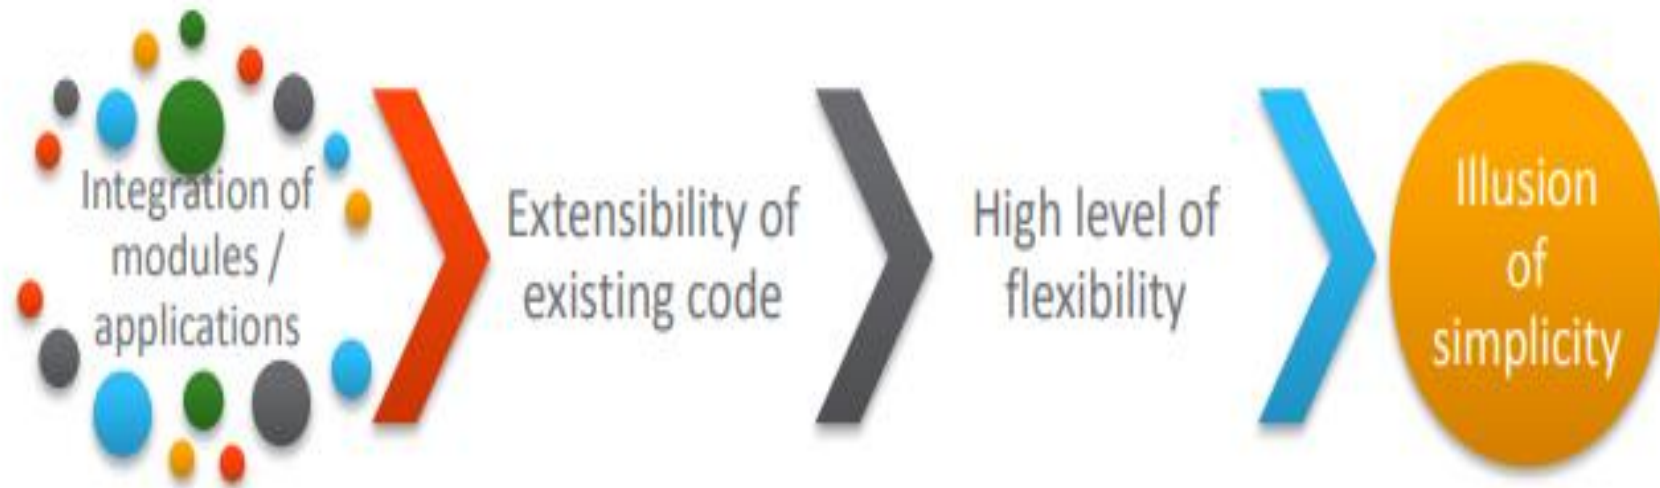 Integration of
modules /
applications
Extensibility of
existing code
High level of
flexibility
Illusion
of
simplicity